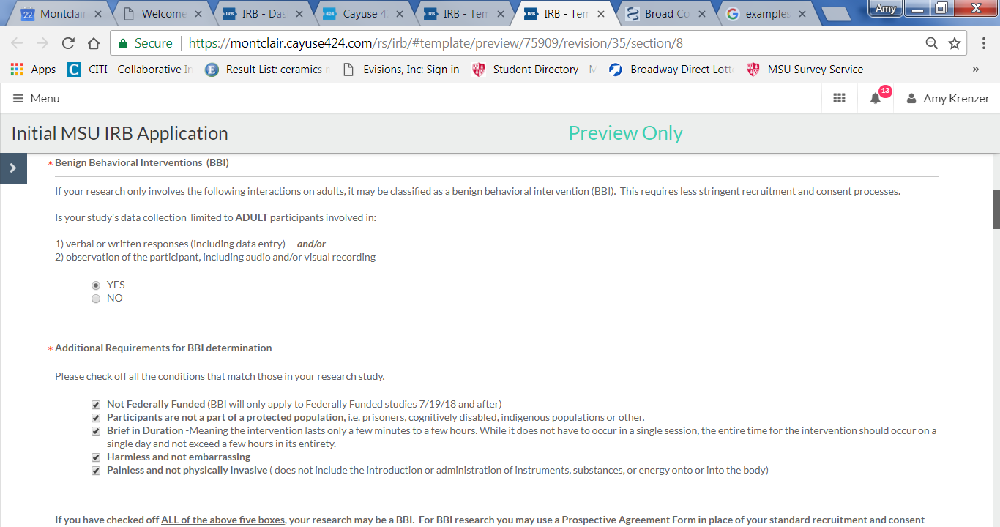 22 Montclair
Welcome
IRB IRB - Das
424 Cayuse 4
IRB IRB - Tem
IRB IRB - Tem
Broad Co
examples
Amy
Secure https://montclair.cayuse424.com/rs/irb/#template/preview/75909/revision/35/section/8
Apps
CITI - Collaborative In
Result List: ceramics
Evisions, Inc: Sign in
Student Directory - M
Broadway Direct Lott
MSU Survey Service
»
Menu
13
Amy Krenzer
Initial MSU IRB Application
Preview Only
* Benign Behavioral Interventions (BBI)
If your research only involves the following interactions on adults, it may be classified as a benign behavioral intervention (BBI). This requires less stringent recruitment and consent processes.
Is your study's data collection limited to ADULT participants involved in:
1) verbal or written responses (including data entry) and/or
2) observation of the participant, including audio and/or visual recording
YES
NO
* Additional Requirements for BBI determination
Please check off all the conditions that match those in your research study.
Not Federally Funded (BBI will only apply to Federally Funded studies 7/19/18 and after)
Participants are not a part of a protected population, i.e. prisoners, cognitively disabled, indigenous populations or other.
Brief in Duration -Meaning the intervention lasts only a few minutes to a few hours. While it does not have to occur in a single session, the entire time for the intervention should occur on a
single day and not exceed a few hours in its entirety.
Harmless and not embarrassing
Painless and not physically invasive ( does not include the introduction or administration of instruments, substances, or energy onto or into the body)
If you have checked off ALL of the above five boxes, your research may be a BBI. For BBI research you may use a Prospective Agreement Form in place of your standard recruitment and consent